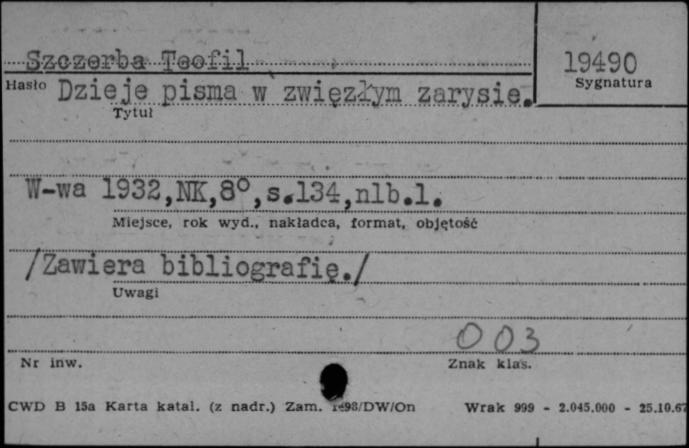 Szczerba Teofil
19490
Hasło
Sygnatura
Dzieje pisma w zwięzłym zarysie.
Tytuł
W-wa 1932,NK,8°,s.134,nlb.1.
Miejsce, rok wyd., nakładca, format, objętość
/Zawiera bibliografię./
Uwagi
003
Nr inw.
Znak klas.
CWD B 15a Karta katal. (z nadr.) Zam. /DW/On
Wrak 999 - 2.045.000 - 25.10.67